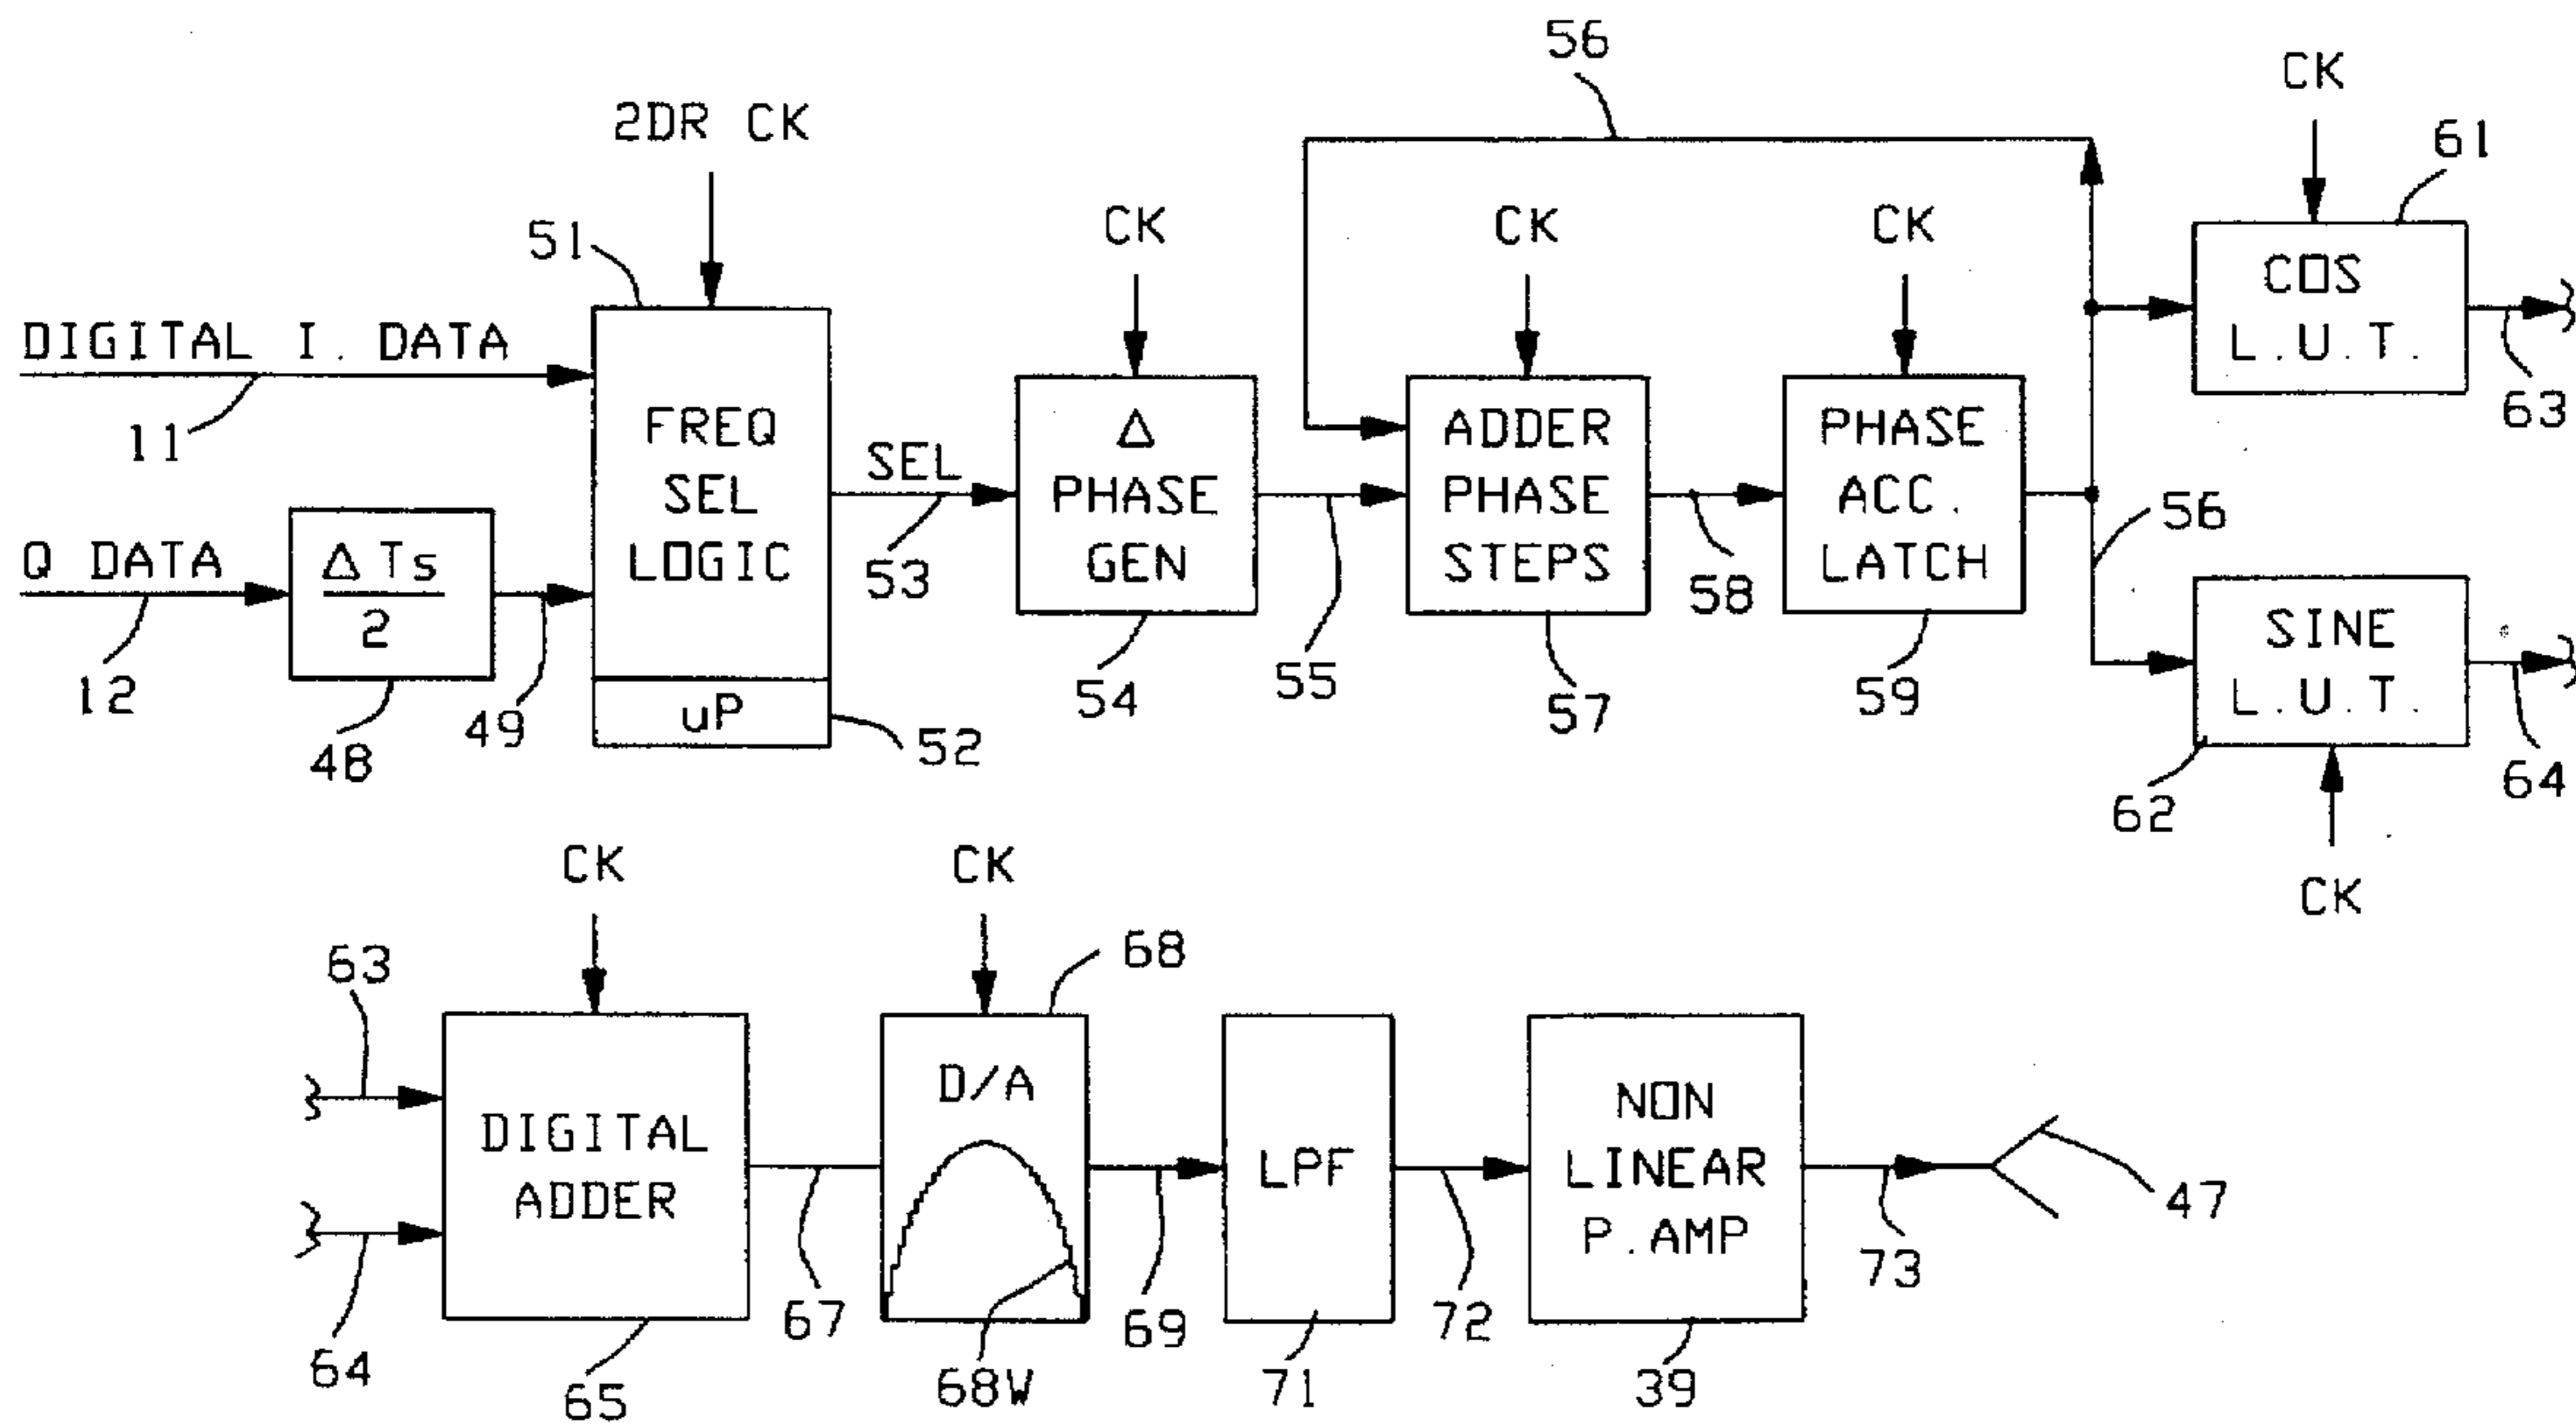 56
CK
2DR CK
61
51
CK
CK
CK
COS
L.U.T.
DIGITAL I. DATA
11
63
FREQ
SEL
LOGIC
SEL
53
Δ
PHASE
GEN
ADDER
PHASE
STEPS
PHASE
ACC.
LATCH
56
Q DATA
12
Δ Ts
2
48
49
uP
52
54
55
57
58
59
SINE
L.U.T.
64
62
CK
CK
CK
63
68
D/A
DIGITAL
ADDER
LPF
NON
LINEAR
P.AMP
47
64
65
67
68W
69
71
72
39
73